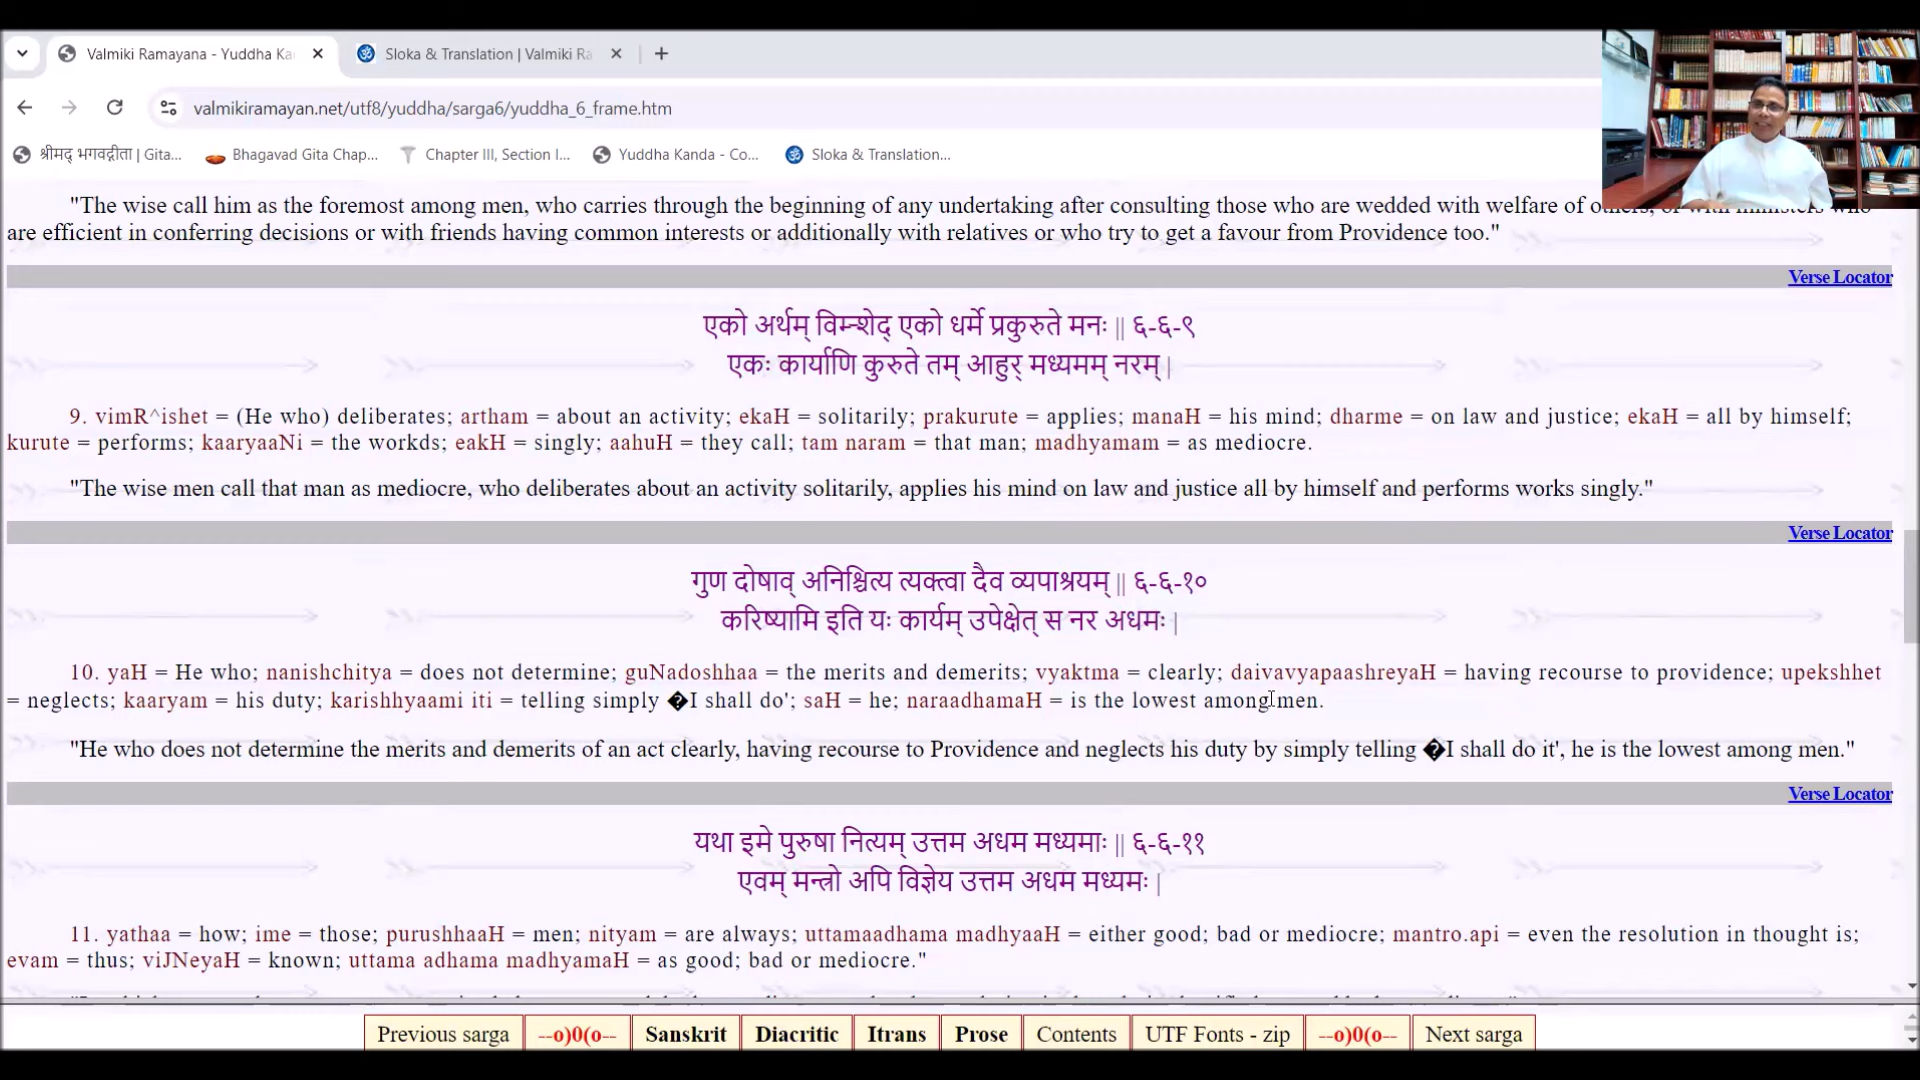 Valmiki Ramayana - Yuddha Ka
Sloka & Translation | Valmiki Ra
valmikiramayan.net/utf8/yuddha/sarga6/yuddha_6_frame.htm
श्रीमद् भगवद्गीता | Gita...
Bhagavad Gita Chap...
Chapter III, Section I...
Yuddha Kanda - Co...
Sloka & Translation...
"The wise call him as the foremost among men, who carries through the beginning of any undertaking after consulting those who are wedded with welfare of others, or with ministers who
are efficient in conferring decisions or with friends having common interests or additionally with relatives or who try to get a favour from Providence too."
Verse Locator
एको अर्थम् विम्न्शेद् एको धर्मे प्रकुरुते मनः || ६-६-९
एकः कार्याणि कुरुते तम् आहुर् मध्यमम् नरम् |
9. vimR^ishet = (He who) deliberates; artham = about an activity; ekaH = solitarily; prakurute = applies; manaH = his mind; dharme = on law and justice; ekaH = all by himself;
kurute = performs; kaaryaaNi = the workds; eakH = singly; aahuH = they call; tam naram = that man; madhyamam = as mediocre.
"The wise men call that man as mediocre, who deliberates about an activity solitarily, applies his mind on law and justice all by himself and performs works singly."
Verse Locator
गुण दोषाव् अनिश्चित्य त्यक्त्वा दैव व्यपाश्रयम् || ६-६-१०
करिष्यामि इति यः कार्यम् उपेक्षेत् स नर अधमः |
10. yaH = He who; nanishchitya = does not determine; guNadoshhaa = the merits and demerits; vyaktma = clearly; daivavyapaashreyaH = having recourse to providence; upekshhet
= neglects; kaaryam = his duty; karishhyaami iti = telling simply �I shall do'; saH = he; naraadhamaH = is the lowest among men.
"He who does not determine the merits and demerits of an act clearly, having recourse to Providence and neglects his duty by simply telling �I shall do it', he is the lowest among men."
Verse Locator
यथा इमे पुरुषा नित्यम् उत्तम अधम मध्यमाः || ६-६-११
एवम् मन्त्रो अपि विज्ञेय उत्तम अधम मध्यमः |
11. yathaa = how; ime = those; purushhaaH = men; nityam = are always; uttamaadhama madhyaaH = either good; bad or mediocre; mantro.api = even the resolution in thought is;
evam = thus; viJNeyaH = known; uttama adhama madhyamaH = as good; bad or mediocre."
Previous sarga --o)0(o-- Sanskrit Diacritic Itrans Prose Contents UTF Fonts - zip --o)0(o-- Next sarga